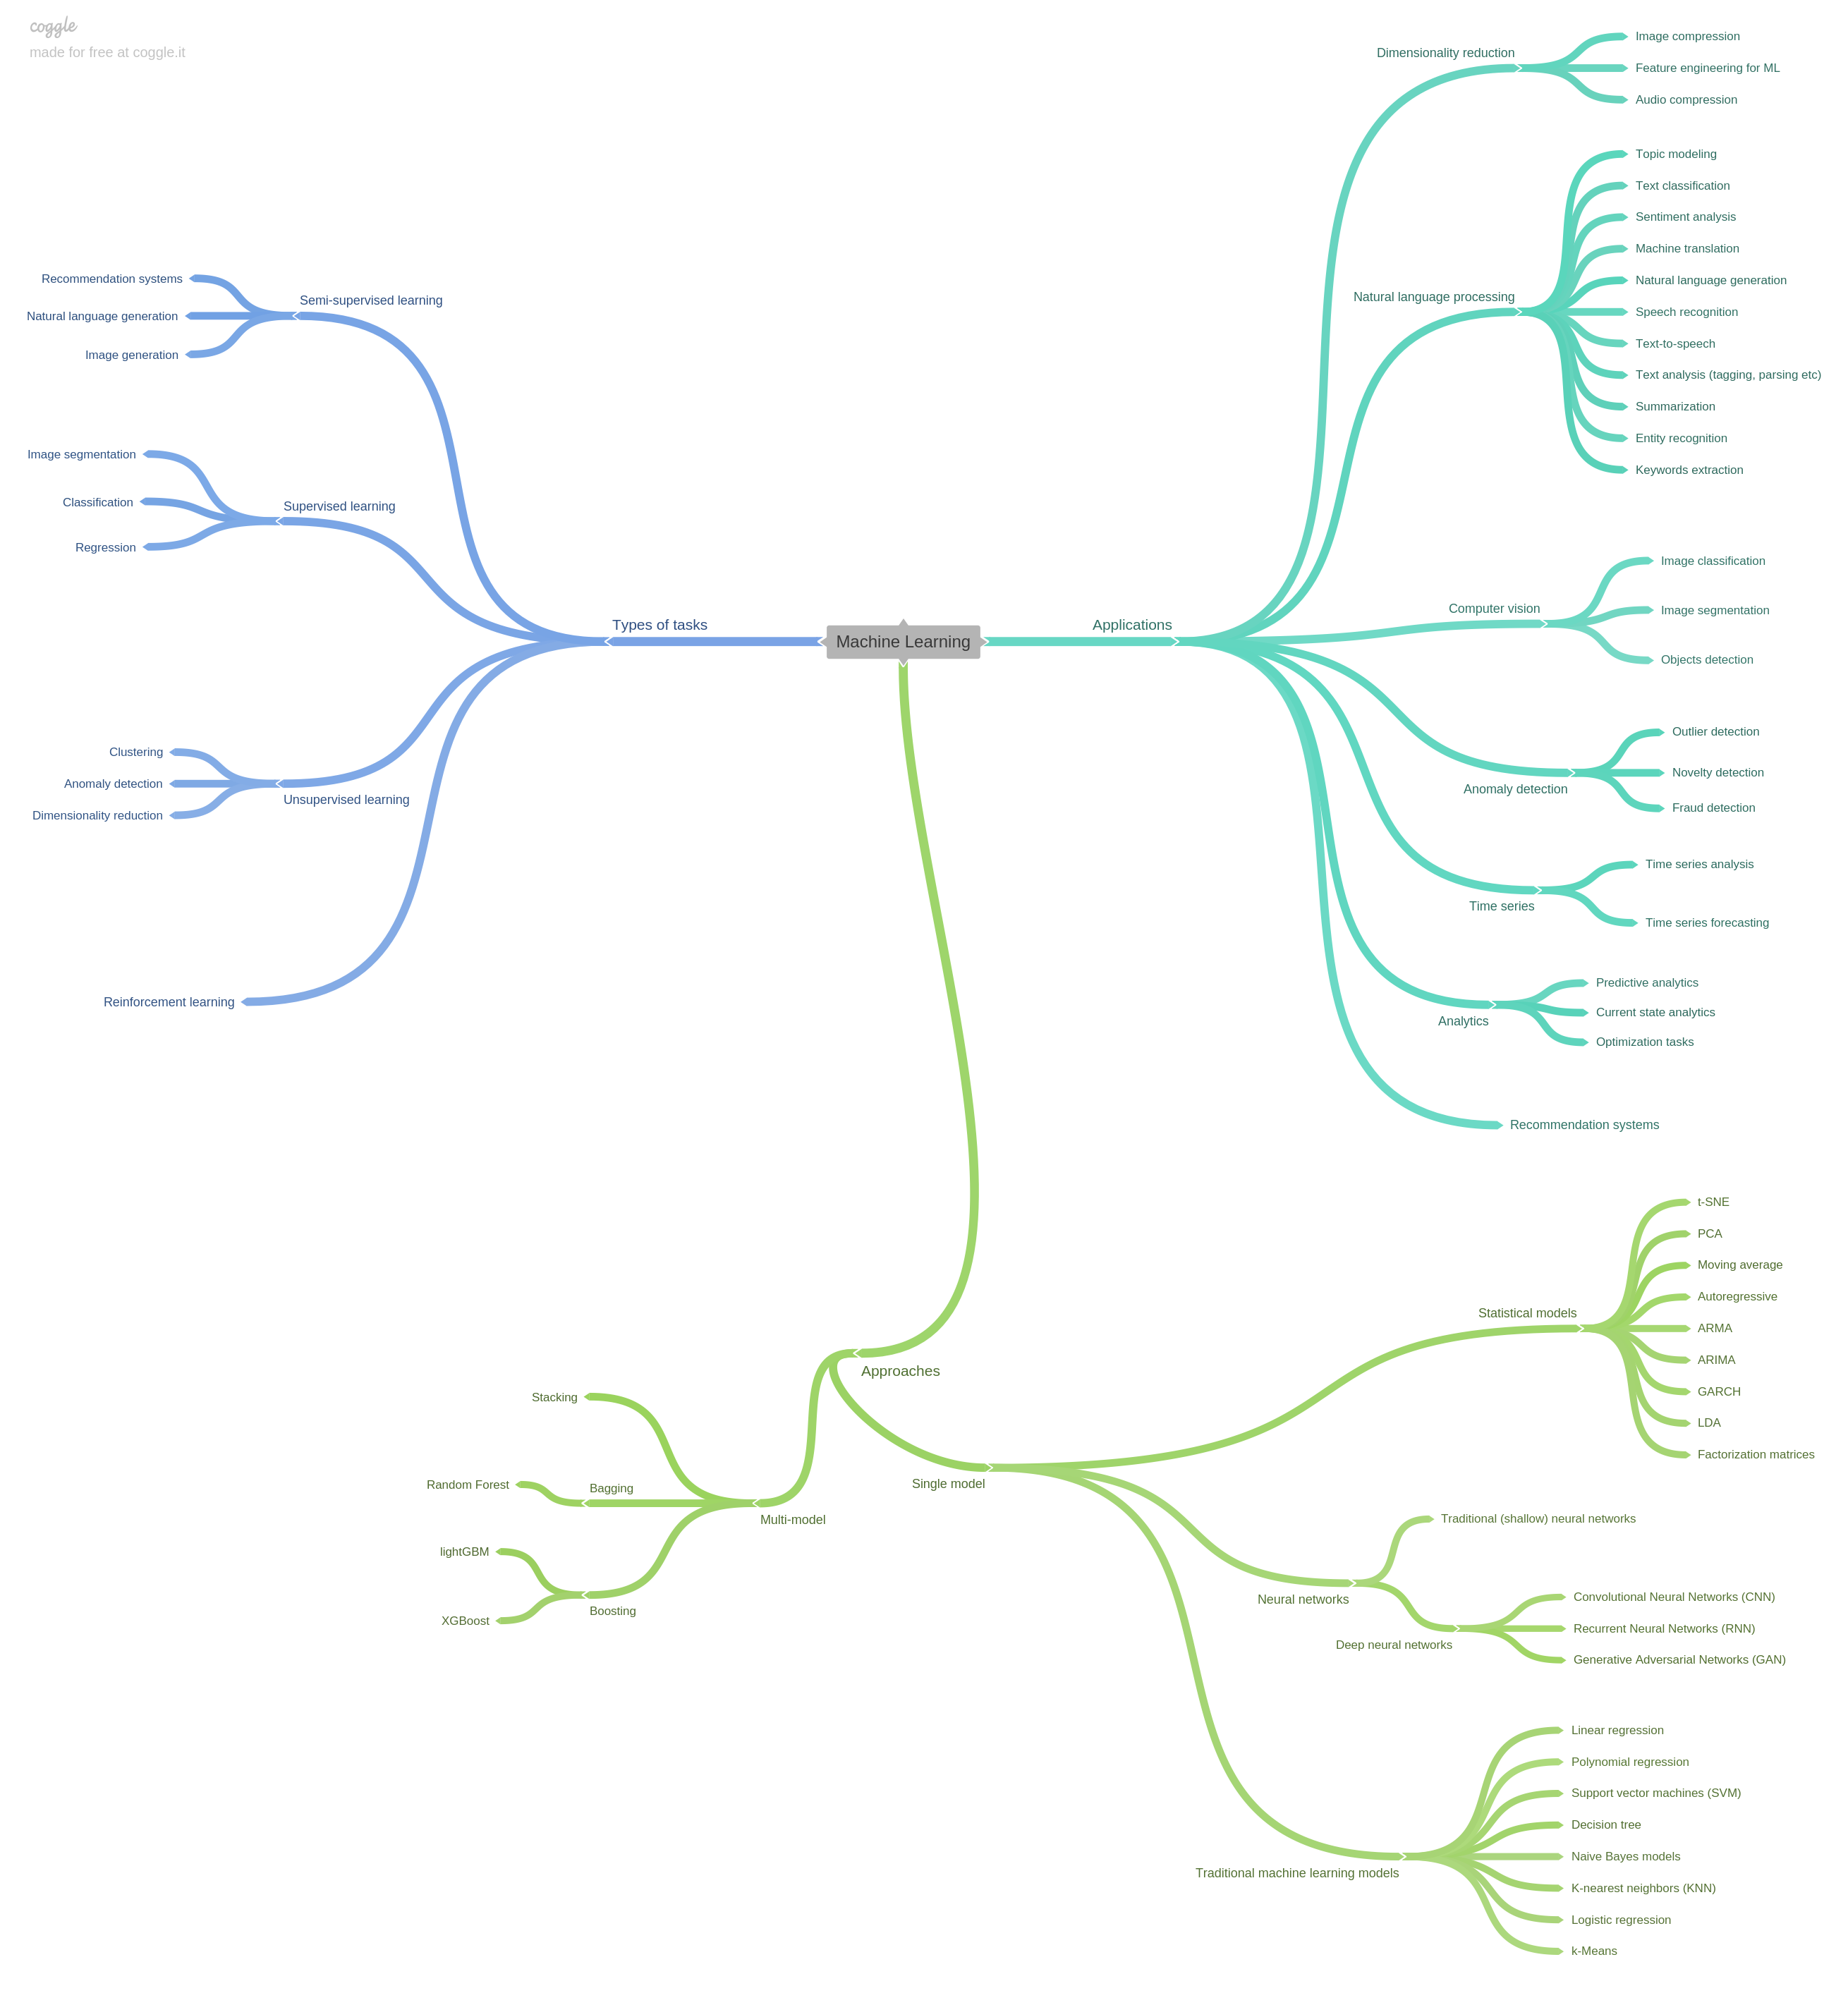 coggle
made for free at coggle.it
Machine Learning
Types of tasks
Semi-supervised learning
Recommendation systems
Natural language generation
Image generation
Supervised learning
Image segmentation
Classification
Regression
Unsupervised learning
Clustering
Anomaly detection
Dimensionality reduction
Reinforcement learning
Applications
Dimensionality reduction
Image compression
Feature engineering for ML
Audio compression
Natural language processing
Topic modeling
Text classification
Sentiment analysis
Machine translation
Natural language generation
Speech recognition
Text-to-speech
Text analysis (tagging, parsing etc)
Summarization
Entity recognition
Keywords extraction
Computer vision
Image classification
Image segmentation
Objects detection
Anomaly detection
Outlier detection
Novelty detection
Fraud detection
Time series
Time series analysis
Time series forecasting
Analytics
Predictive analytics
Current state analytics
Optimization tasks
Recommendation systems
Approaches
Multi-model
Stacking
Bagging
Random Forest
Boosting
lightGBM
XGBoost
Single model
Statistical models
t-SNE
PCA
Moving average
Autoregressive
ARMA
ARIMA
GARCH
LDA
Factorization matrices
Neural networks
Traditional (shallow) neural networks
Deep neural networks
Convolutional Neural Networks (CNN)
Recurrent Neural Networks (RNN)
Generative Adversarial Networks (GAN)
Traditional machine learning models
Linear regression
Polynomial regression
Support vector machines (SVM)
Decision tree
Naive Bayes models
K-nearest neighbors (KNN)
Logistic regression
k-Means